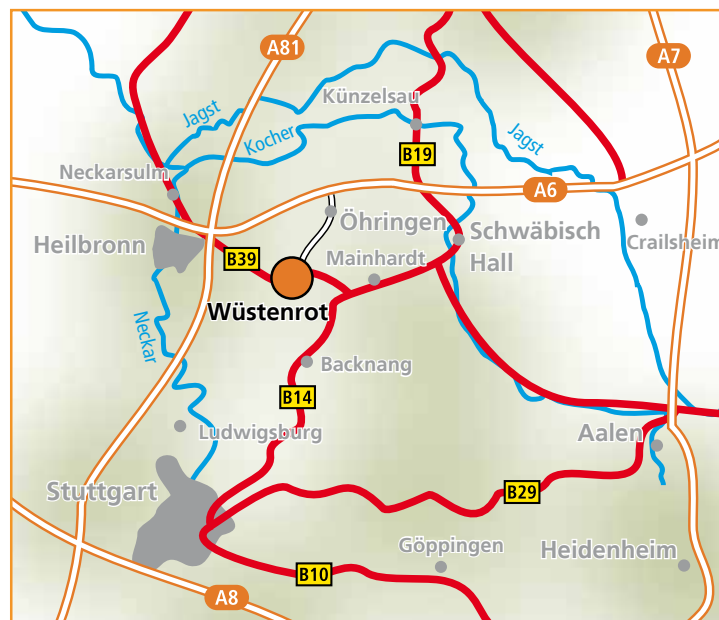 A81
A7
Künzelsau
Jagst
Kocher
Jagst
B19
Neckarsulm
A6
Öhringen
Schwäbisch
Hall
Crailsheim
Heilbronn
B39
Mainhardt
Wüstenrot
Neckar
Backnang
B14
Ludwigsburg
Aalen
Stuttgart
B29
Göppingen
Heidenheim
B10
A8